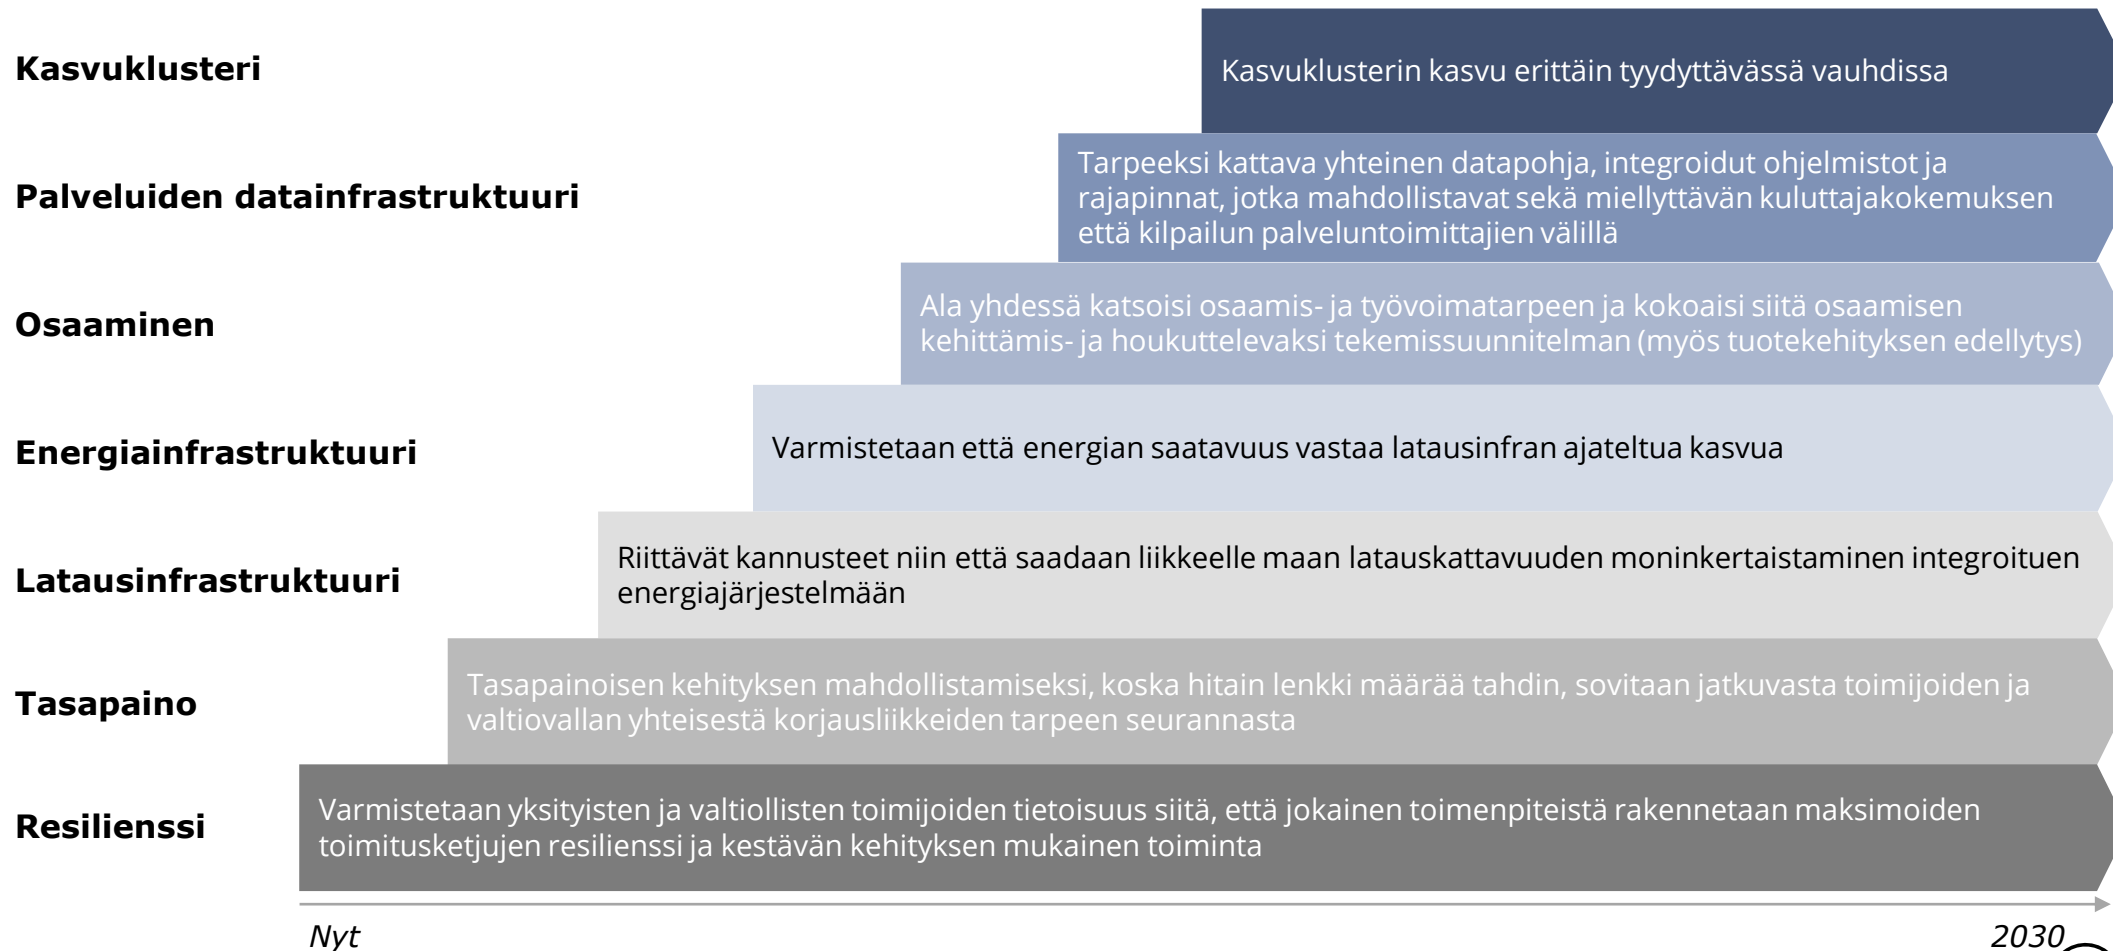 Kasvuklusteri
Kasvuklusterin kasvu erittäin tyydyttävässä vauhdissa
Palveluiden datainfrastruktuuri
Tarpeeksi kattava yhteinen datapohja, integroidut ohjelmistot ja
rajapinnat, jotka mahdollistavat sekä miellyttävän kuluttajakokemuksen
että kilpailun palveluntoimittajien välillä
Osaaminen
Ala yhdessä katsoisi osaamis- ja työvoimatarpeen ja kokoaisi siitä osaamisen
kehittämis- ja houkuttelevaksi tekemissuunnitelman (myös tuotekehityksen edellytys)
Energiainfrastruktuuri
Varmistetaan että energian saatavuus vastaa latausinfran ajateltua kasvua
Latausinfrastruktuuri
Riittävät kannusteet niin että saadaan liikkeelle maan latauskattavuuden moninkertaistaminen integroituen
energiajärjestelmään
Tasapaino
Tasapainoisen kehityksen mahdollistamiseksi, koska hitain lenkki määrää tahdin, sovitaan jatkuvasta toimijoiden ja
valtiovallan yhteisestä korjausliikkeiden tarpeen seurannasta
Resilienssi
Varmistetaan yksityisten ja valtiollisten toimijoiden tietoisuus siitä, että jokainen toimenpiteistä rakennetaan maksimoiden
toimitusketjujen resilienssi ja kestävän kehityksen mukainen toiminta
Nyt
2030